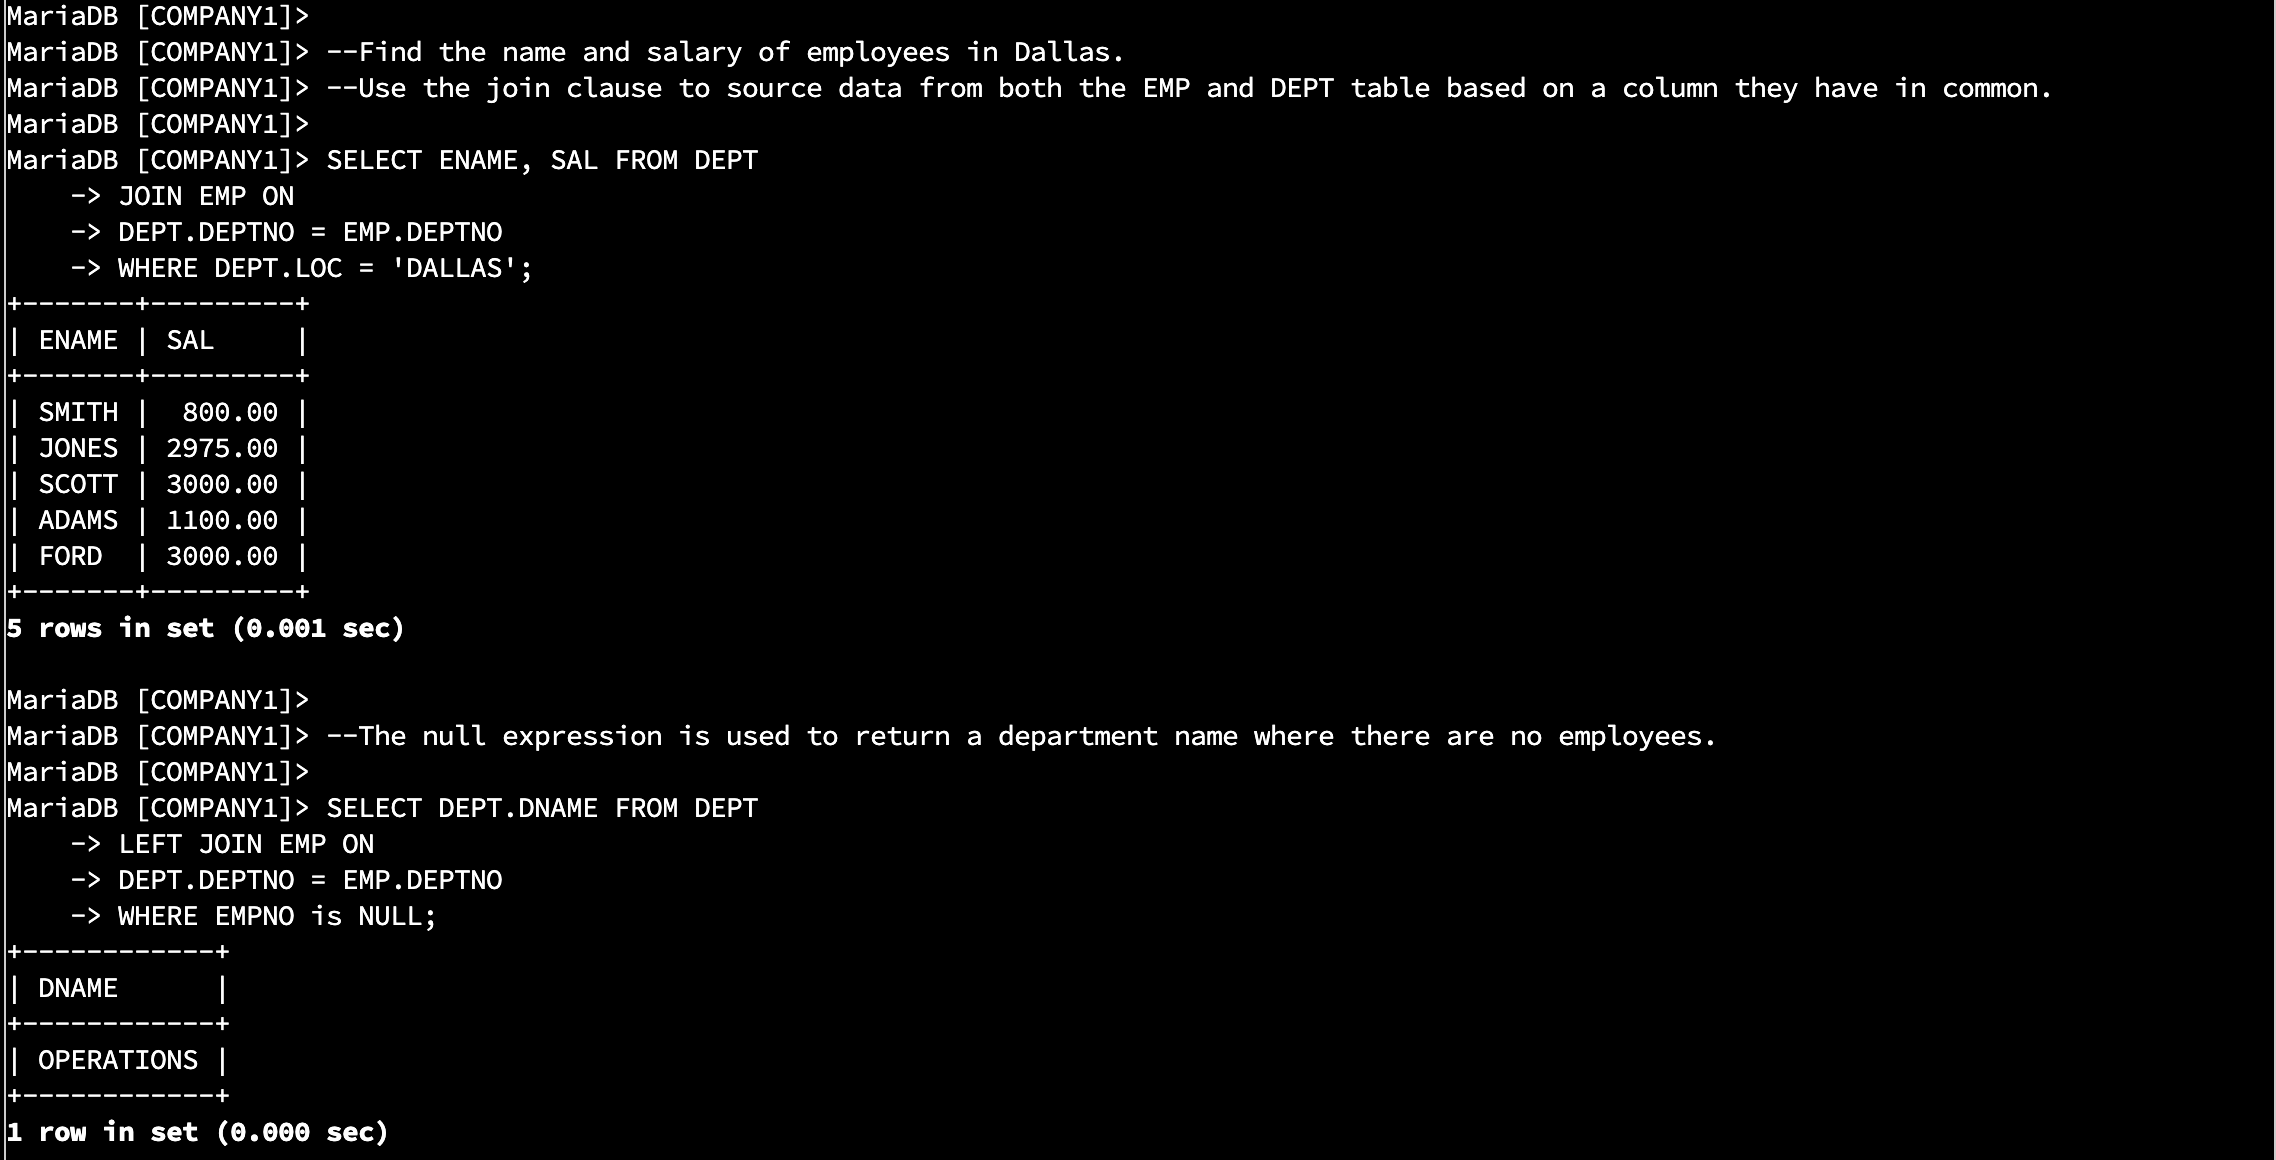 MariaDB [COMPANY1]>
MariaDB [COMPANY1]> --Find the name and salary of employees in Dallas.
MariaDB [COMPANY1]> --Use the join clause to source data from both the EMP and DEPT table based on a column they have in common.
MariaDB [COMPANY1]>
MariaDB [COMPANY1]> SELECT ENAME, SAL FROM DEPT
    -> JOIN EMP ON
    -> DEPT.DEPTNO = EMP.DEPTNO
    -> WHERE DEPT.LOC = 'DALLAS';
+-------+---------+
| ENAME | SAL     |
+-------+---------+
| SMITH |  800.00 |
| JONES | 2975.00 |
| SCOTT | 3000.00 |
| ADAMS | 1100.00 |
| FORD  | 3000.00 |
+-------+---------+
5 rows in set (0.001 sec)

MariaDB [COMPANY1]>
MariaDB [COMPANY1]> --The null expression is used to return a department name where there are no employees.
MariaDB [COMPANY1]>
MariaDB [COMPANY1]> SELECT DEPT.DNAME FROM DEPT
    -> LEFT JOIN EMP ON
    -> DEPT.DEPTNO = EMP.DEPTNO
    -> WHERE EMPNO is NULL;
+------------+
| DNAME      |
+------------+
| OPERATIONS |
+------------+
1 row in set (0.000 sec)